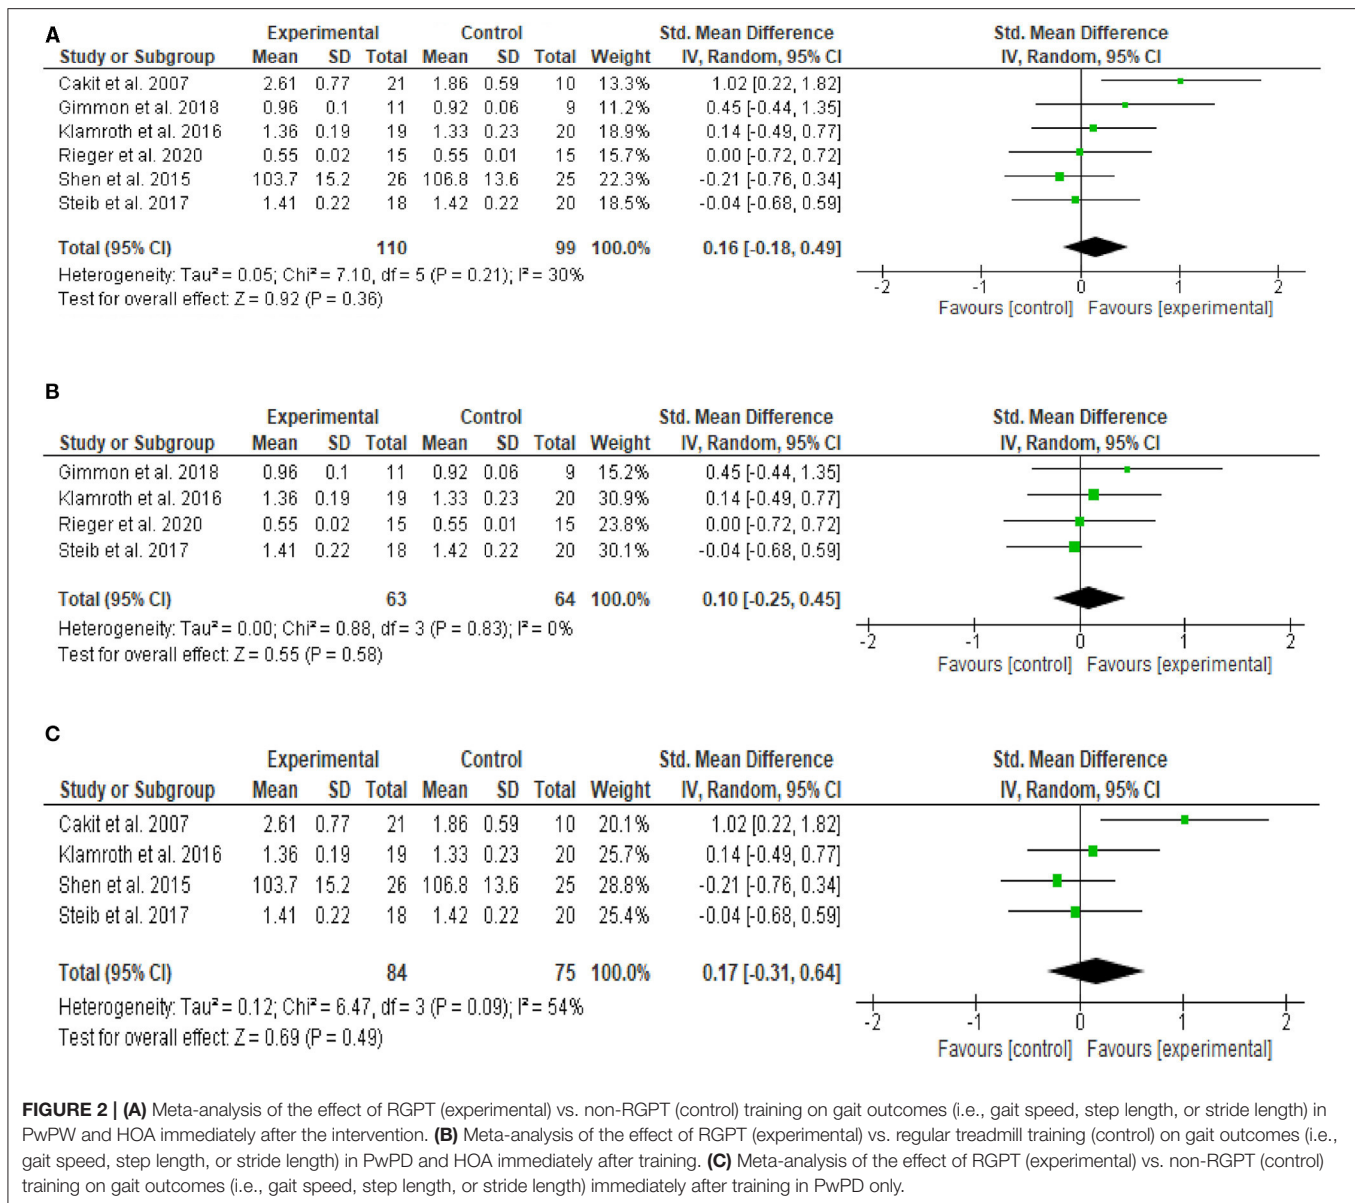 A
Experimental Control Std. Mean Difference Std. Mean Difference
Study or Subgroup Mean SD Total Mean SD Total Weight IV, Random, 95% CI IV, Random, 95% CI
Cakit et al. 2007 2.61 0.77 21 1.86 0.59 10 13.3% 1.02 [0.22, 1.82]
Gimmon et al. 2018 0.96 0.1 11 0.92 0.06 9 11.2% 0.45 [-0.44, 1.35]
Klamroth et al. 2016 1.36 0.19 19 1.33 0.23 20 18.9% 0.14 [-0.49, 0.77]
Rieger et al. 2020 0.55 0.02 15 0.55 0.01 15 15.7% 0.00 [-0.72, 0.72]
Shen et al. 2015 103.7 15.2 26 106.8 13.6 25 22.3% -0.21 [-0.76, 0.34]
Steib et al. 2017 1.41 0.22 18 1.42 0.22 20 18.5% -0.04 [-0.68, 0.59]
Total (95% CI) 110 99 100.0% 0.16 [-0.18, 0.49]
Heterogeneity: Tau² = 0.05; Chi² = 7.10, df = 5 (P = 0.21); I² = 30%
Test for overall effect: Z = 0.92 (P = 0.36)
-2 -1 0 1 2
Favours [control] Favours [experimental]
B
Experimental Control Std. Mean Difference Std. Mean Difference
Study or Subgroup Mean SD Total Mean SD Total Weight IV, Random, 95% CI IV, Random, 95% CI
Gimmon et al. 2018 0.96 0.1 11 0.92 0.06 9 15.2% 0.45 [-0.44, 1.35]
Klamroth et al. 2016 1.36 0.19 19 1.33 0.23 20 30.9% 0.14 [-0.49, 0.77]
Rieger et al. 2020 0.55 0.02 15 0.55 0.01 15 23.8% 0.00 [-0.72, 0.72]
Steib et al. 2017 1.41 0.22 18 1.42 0.22 20 30.1% -0.04 [-0.68, 0.59]
Total (95% CI) 63 64 100.0% 0.10 [-0.25, 0.45]
Heterogeneity: Tau² = 0.00; Chi² = 0.88, df = 3 (P = 0.83); I² = 0%
Test for overall effect: Z = 0.55 (P = 0.58)
-2 -1 0 1 2
Favours [control] Favours [experimental]
C
Experimental Control Std. Mean Difference Std. Mean Difference
Study or Subgroup Mean SD Total Mean SD Total Weight IV, Random, 95% CI IV, Random, 95% CI
Cakit et al. 2007 2.61 0.77 21 1.86 0.59 10 20.1% 1.02 [0.22, 1.82]
Klamroth et al. 2016 1.36 0.19 19 1.33 0.23 20 25.7% 0.14 [-0.49, 0.77]
Shen et al. 2015 103.7 15.2 26 106.8 13.6 25 28.8% -0.21 [-0.76, 0.34]
Steib et al. 2017 1.41 0.22 18 1.42 0.22 20 25.4% -0.04 [-0.68, 0.59]
Total (95% CI) 84 75 100.0% 0.17 [-0.31, 0.64]
Heterogeneity: Tau² = 0.12; Chi² = 6.47, df = 3 (P = 0.09); I² = 54%
Test for overall effect: Z = 0.69 (P = 0.49)
-2 -1 0 1 2
Favours [control] Favours [experimental]
FIGURE 2 | (A) Meta-analysis of the effect of RGPT (experimental) vs. non-RGPT (control) training on gait outcomes (i.e., gait speed, step length, or stride length) in
PwPW and HOA immediately after the intervention. (B) Meta-analysis of the effect of RGPT (experimental) vs. regular treadmill training (control) on gait outcomes (i.e.,
gait speed, step length, or stride length) in PwPD and HOA immediately after training. (C) Meta-analysis of the effect of RGPT (experimental) vs. non-RGPT (control)
training on gait outcomes (i.e., gait speed, step length, or stride length) immediately after training in PwPD only.